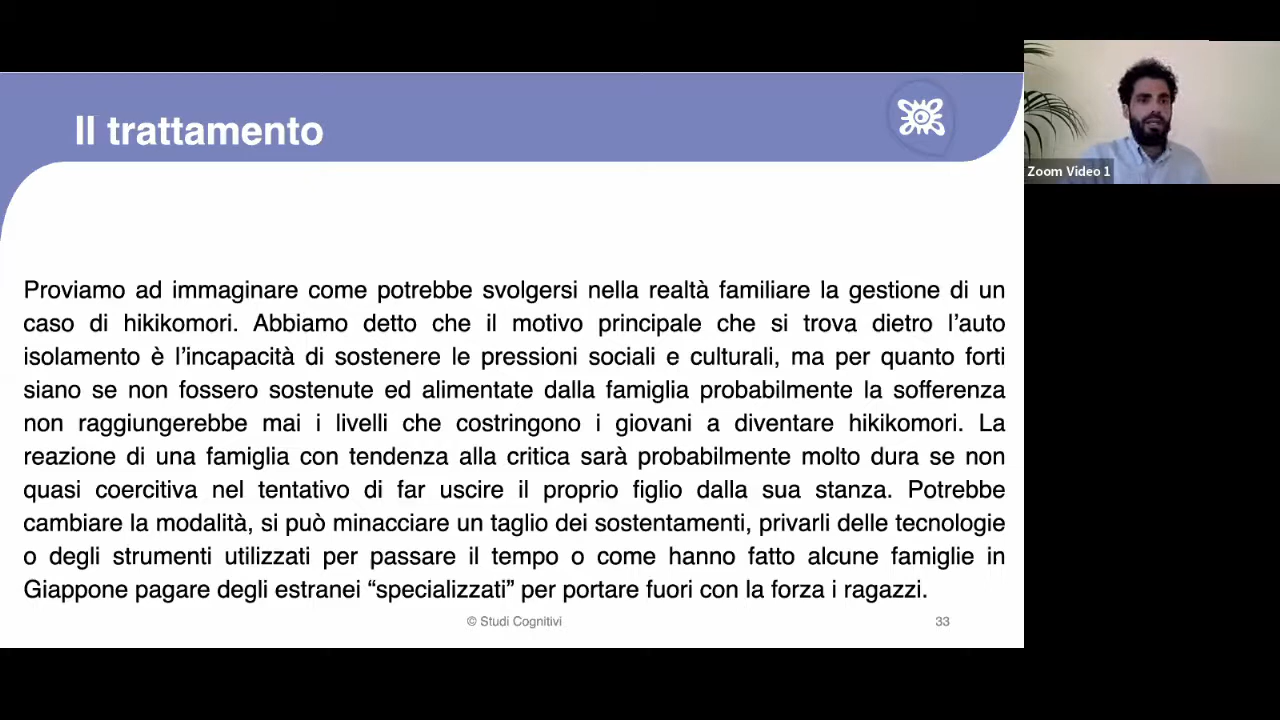 Il trattamento
Zoom Video 1
Proviamo ad immaginare come potrebbe svolgersi nella realtà familiare la gestione di un
caso di hikikomori. Abbiamo detto che il motivo principale che si trova dietro l’auto
isolamento è l’incapacità di sostenere le pressioni sociali e culturali, ma per quanto forti
siano se non fossero sostenute ed alimentate dalla famiglia probabilmente la sofferenza
non raggiungerebbe mai i livelli che costringono i giovani a diventare hikikomori. La
reazione di una famiglia con tendenza alla critica sarà probabilmente molto dura se non
quasi coercitiva nel tentativo di far uscire il proprio figlio dalla sua stanza. Potrebbe
cambiare la modalità, si può minacciare un taglio dei sostentamenti, privarli delle tecnologie
o degli strumenti utilizzati per passare il tempo o come hanno fatto alcune famiglie in
Giappone pagare degli estranei “specializzati” per portare fuori con la forza i ragazzi.
© Studi Cognitivi
33